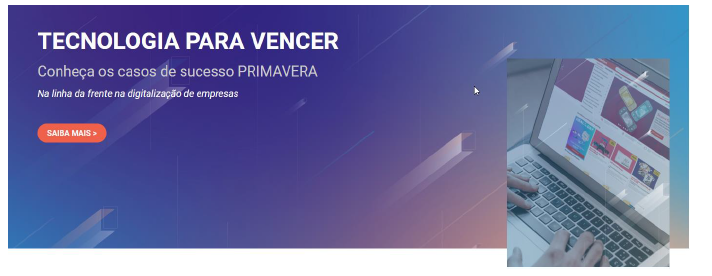 TECNOLOGIA PARA VENCER
Conheça os casos de sucesso PRIMAVERA
Na linha da frente na digitalização de empresas
SAIBA MAIS >